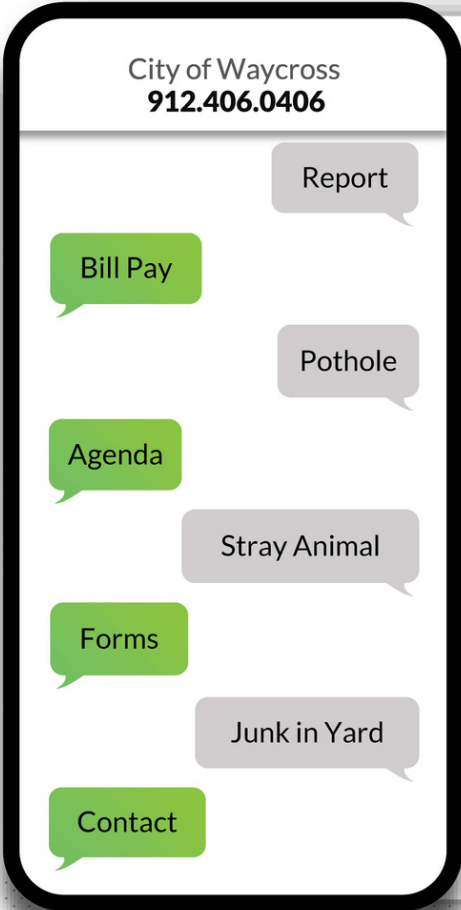 City of Waycross
912.406.0406
Report
Bill Pay
Pothole
Agenda
Stray Animal
Forms
Junk in Yard
Contact